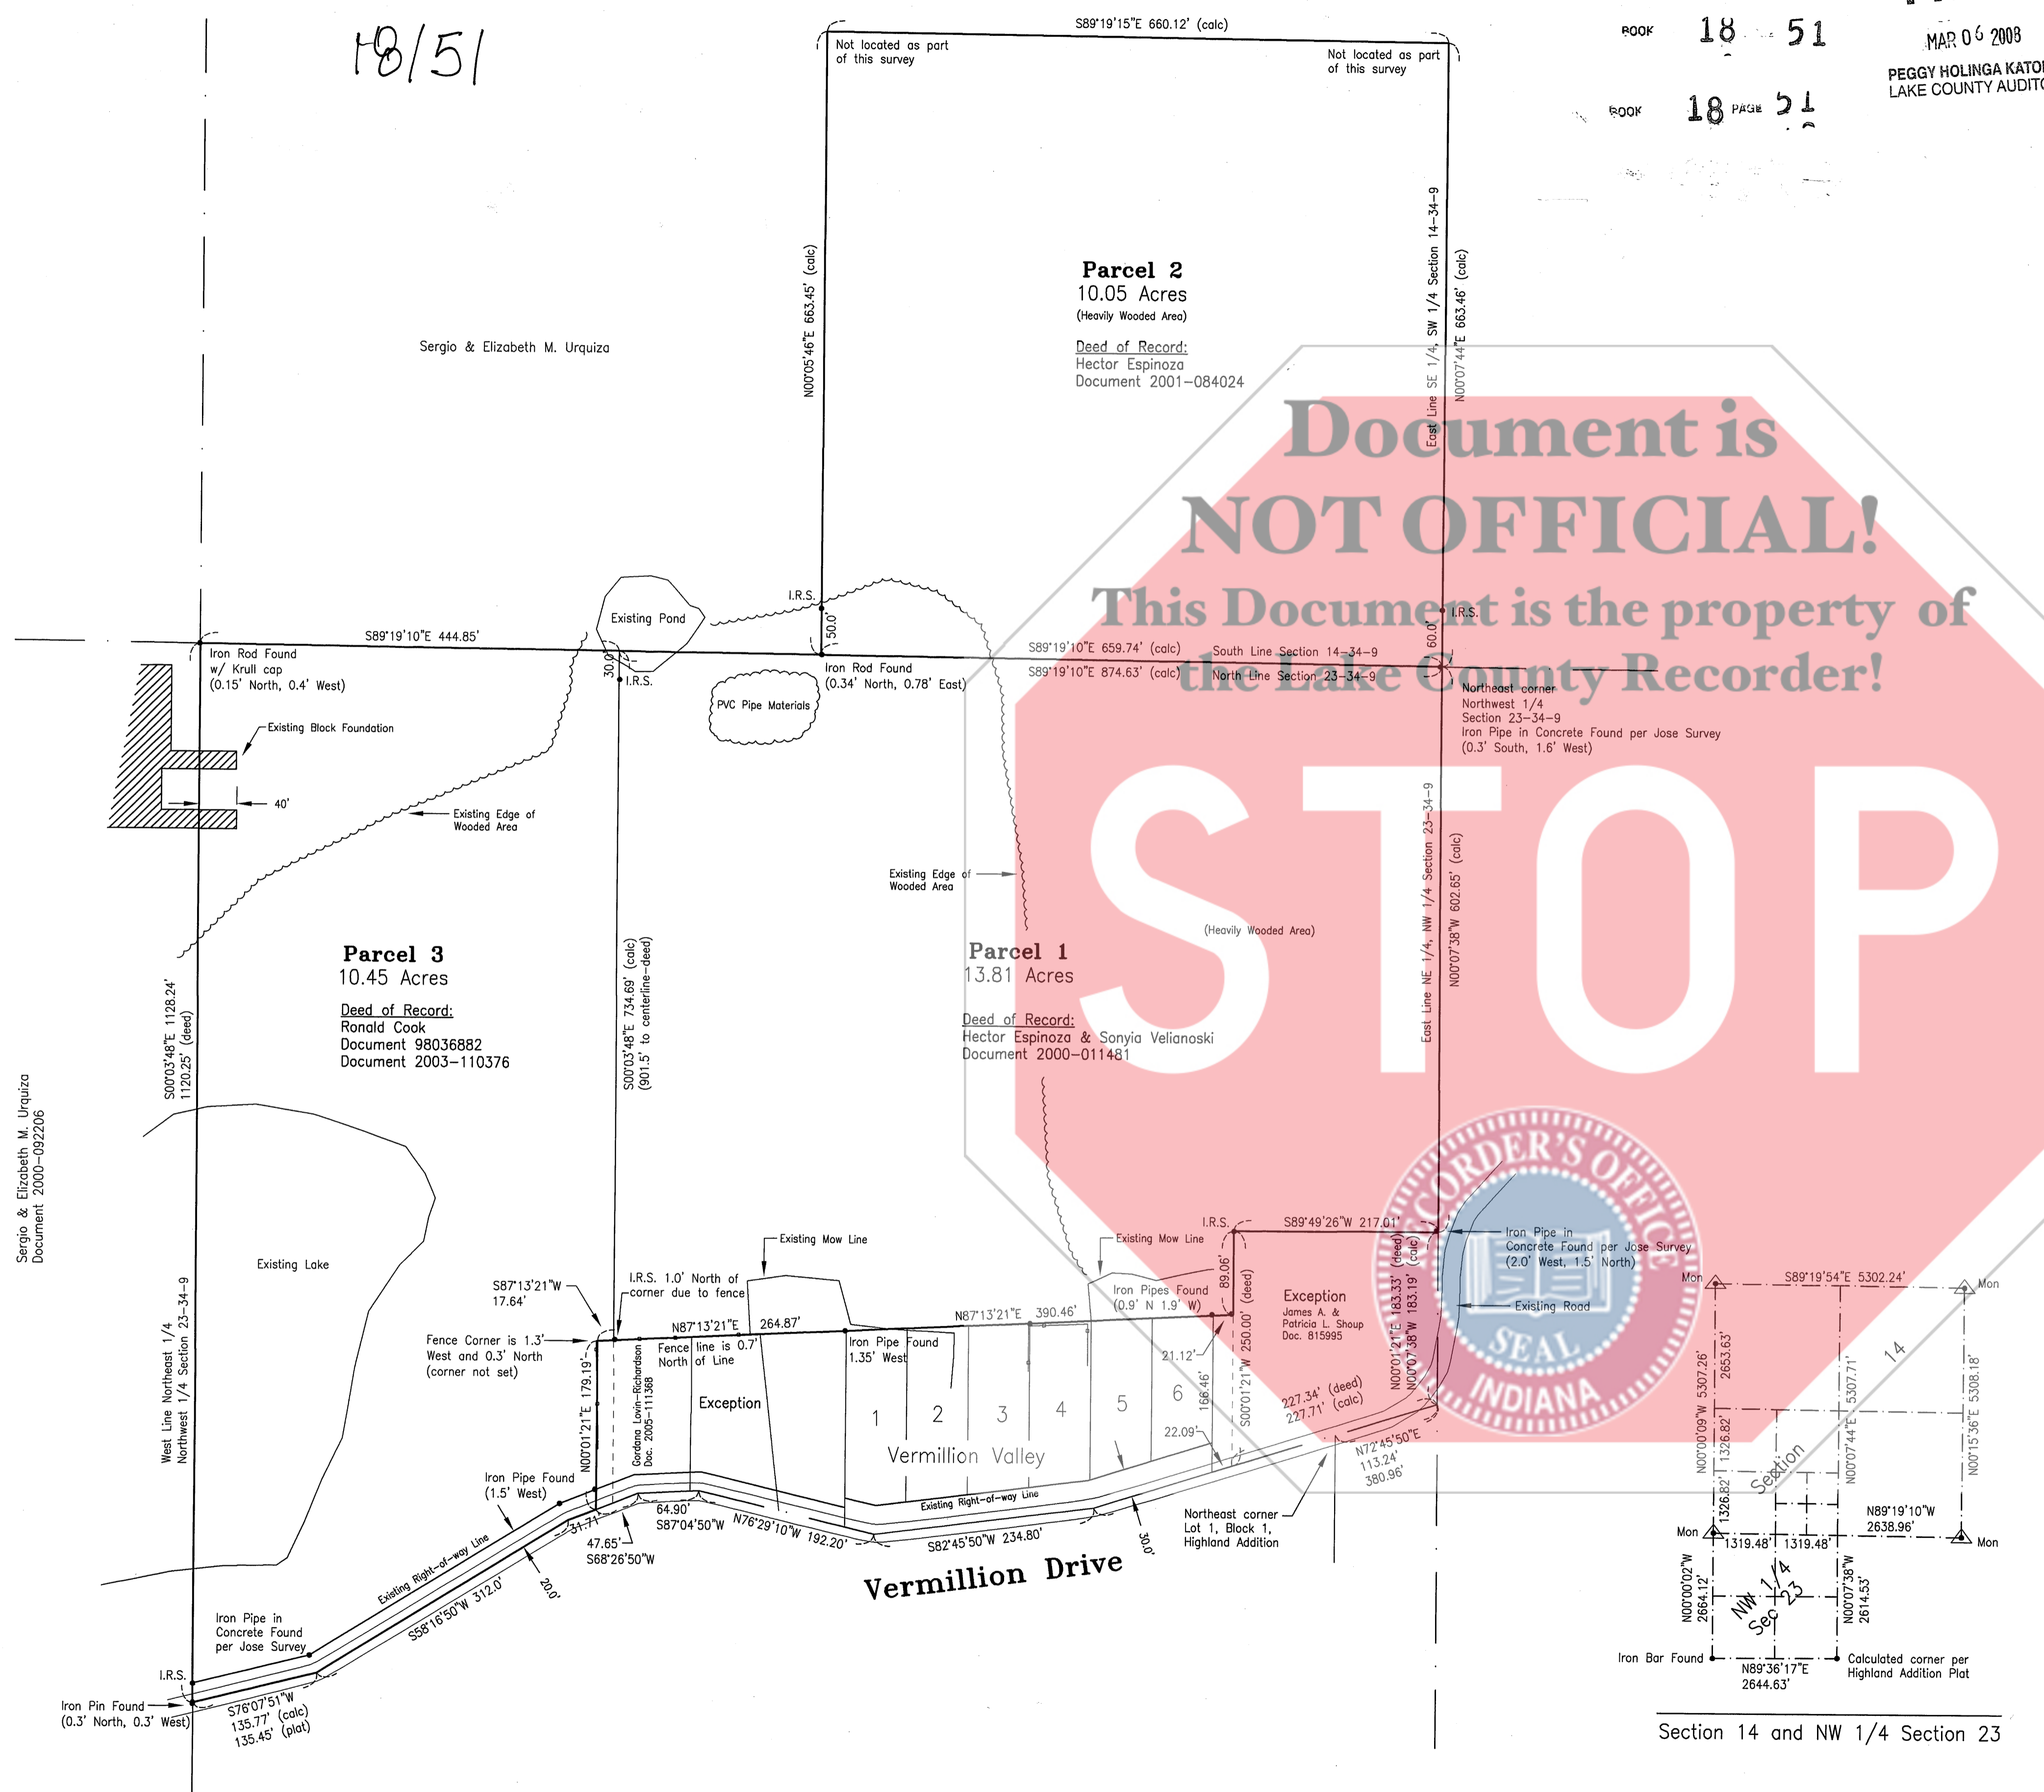 18/51
S89°19'15"E 660.12' (calc)
Not located as part
of this survey
Not located as part
of this survey
BOOK 18 51
MAR 06 2008
PEGGY HOLINGA
LAKE COUNTY
BOOK 18 PAGE 51
N00°05'46"E 663.45' (calc)
East Line SE 1/4, SW 1/4 Section 14-34-9
N00°07'44"E 663.46' (calc)
Parcel 2
10.05 Acres
(Heavily Wooded Area)
Deed of Record:
Hector Espinoza
Document 2001-084024
Sergio & Elizabeth M. Urquiza
Document is
NOT OFFICIAL!
This Document is the property of
the Lake County Recorder!
STOP
Existing Pond
I.R.S.
50.0'
I.R.S.
60.0'
S89°19'10"E 444.85'
Iron Rod Found
w/ Krull cap
(0.15' North, 0.4' West)
30.0'
I.R.S.
Iron Rod Found
(0.34' North, 0.78' East)
S89°19'10"E 659.74' (calc) South Line Section 14-34-9
S89°19'10"E 874.63' (calc) North Line Section 23-34-9
Northeast corner
Northwest 1/4
Section 23-34-9
Iron Pipe in Concrete Found per Jose Survey
(0.3' South, 1.6' West)
PVC Pipe Materials
Existing Block Foundation
40'
Existing Edge of
Wooded Area
Existing Edge of
Wooded Area
(Heavily Wooded Area)
East Line NE 1/4, NW 1/4 Section 23-34-9
N00°07'38"W 602.65' (calc)
Parcel 3
10.45 Acres
Deed of Record:
Ronald Cook
Document 98036882
Document 2003-110376
S00°03'48"E 1128.24'
1120.25' (deed)
S00°03'48"E 734.69' (calc)
(901.5' to centerline-deed)
Parcel 1
13.81 Acres
Deed of Record:
Hector Espinoza & Sonyia Velianoski
Document 2000-011481
Sergio & Elizabeth M. Urquiza
Document 2000-092206
Existing Lake
West Line Northeast 1/4
Northwest 1/4 Section 23-34-9
RECORDER'S OFFICE
SEAL
INDIANA
I.R.S.
S89°49'26"W 217.01'
Iron Pipe in
Concrete Found per Jose Survey
(2.0' West, 1.5' North)
Existing Road
Existing Mow Line
Existing Mow Line
S87°13'21"W
17.64'
I.R.S. 1.0' North of
corner due to fence
Iron Pipes Found
(0.9' N 1.9' W)
89.06'
Exception
James A. &
Patricia L. Shoup
Doc. 815995
N00°01'21"E 183.33' (deed)
N00°07'38"W 183.19' (calc)
S00°01'21"W 250.00' (deed)
Fence Corner is 1.3'
West and 0.3' North
(corner not set)
N87°13'21"E 264.87'
N87°13'21"E 390.46'
Fence line is 0.7'
North of Line
Iron Pipe Found
1.35' West
21.12'
166.46'
22.09'
227.34' (deed)
227.71' (calc)
N00°01'21"E 179.19'
Gordana Lovin-Richardson
Doc. 2005-111368
Exception
1
2
3
4
5
6
Vermillion Valley
Iron Pipe Found
(1.5' West)
Existing Right-of-way Line
Existing Right-of-way Line
31.71'
47.65'
S68°26'50"W
64.90'
S87°04'50"W
N76°29'10"W 192.20'
S82°45'50"W 234.80'
30.0'
N72°45'50"E
113.24'
380.96'
Northeast corner
Lot 1, Block 1,
Highland Addition
Vermillion Drive
20.0'
S58°16'50"W 312.0'
Iron Pipe in
Concrete Found
per Jose Survey
I.R.S.
Iron Pin Found
(0.3' North, 0.3' West)
S76°07'51"W
135.77' (calc)
135.45' (plat)
Mon
S89°19'54"E 5302.24'
Mon
N00°00'09"W 5307.26'
2653.63'
1326.82'
1326.82'
N00°07'44"E 5307.71'
N00°15'36"E 5308.18'
Section 14
N89°19'10"W
2638.96'
Mon
1319.48'
1319.48'
Mon
N00°00'02"W
2664.12'
NW 1/4
Sec 23
N00°07'38"W
2614.53'
Iron Bar Found
N89°36'17"E
2644.63'
Calculated corner per
Highland Addition Plat
Section 14 and NW 1/4 Section 23